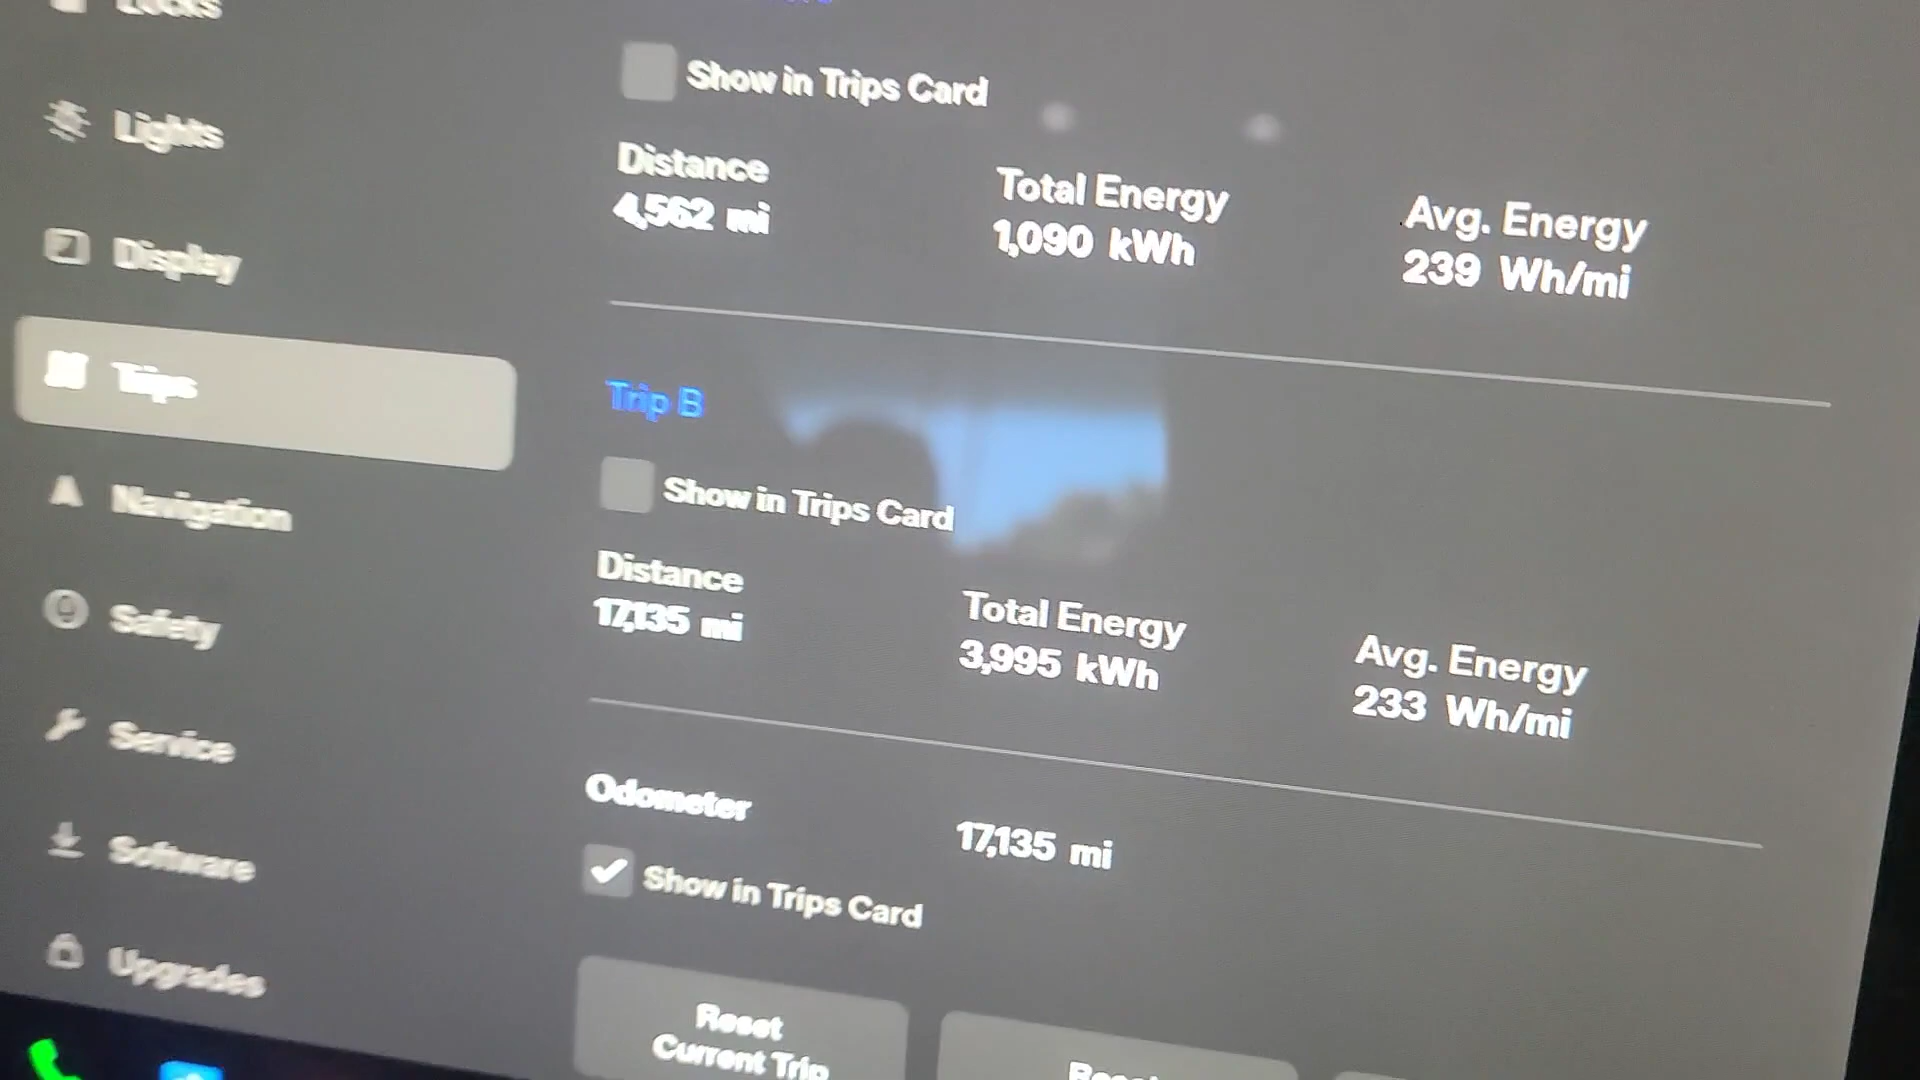 Locks
Lights
Display
Trips
Navigation
Safety
Service
Software
Upgrades
Show in Trips Card
Distance
4,562 mi
Total Energy
1,090 kWh
Avg. Energy
239 Wh/mi
Trip B
Show in Trips Card
Distance
17,135 mi
Total Energy
3,995 kWh
Avg. Energy
233 Wh/mi
Odometer
17,135 mi
Show in Trips Card
Reset
Current Trip